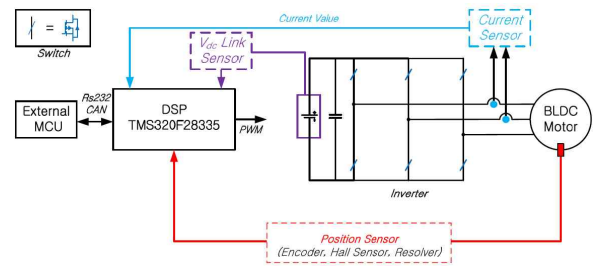 Switch
=
Current Value
Current
Sensor
Vdc Link
Sensor
External
MCU
Rs232
CAN
DSP
TMS320F28335
PWM
BLDC
Motor
Inverter
Position Sensor
(Encoder, Hall Sensor, Resolver)